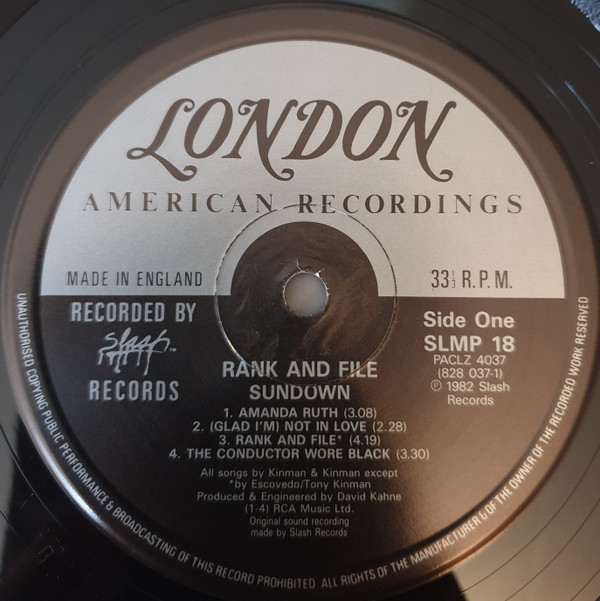 LONDON
AMERICAN RECORDINGS
MADE IN ENGLAND
33⅓ R.P.M.
RECORDED BY
Slash
RECORDS
Side One
SLMP 18
PACLZ 4037
(828 037-1)
℗ 1982 Slash
Records
RANK AND FILE
SUNDOWN
1. AMANDA RUTH (3.08)
2. (GLAD I'M) NOT IN LOVE (2.28)
3. RANK AND FILE* (4.19)
4. THE CONDUCTOR WORE BLACK (3.30)
All songs by Kinman & Kinman except
*by Escovedo/Tony Kinman
Produced & Engineered by David Kahne
(1-4) RCA Music Ltd.
Original sound recording
made by Slash Records
UNAUTHORISED COPYING PUBLIC PERFORMANCE & BROADCASTING OF THIS RECORD PROHIBITED ALL RIGHTS OF THE MANUFACTURER & OF THE OWNER OF THE RECORDED WORK RESERVED